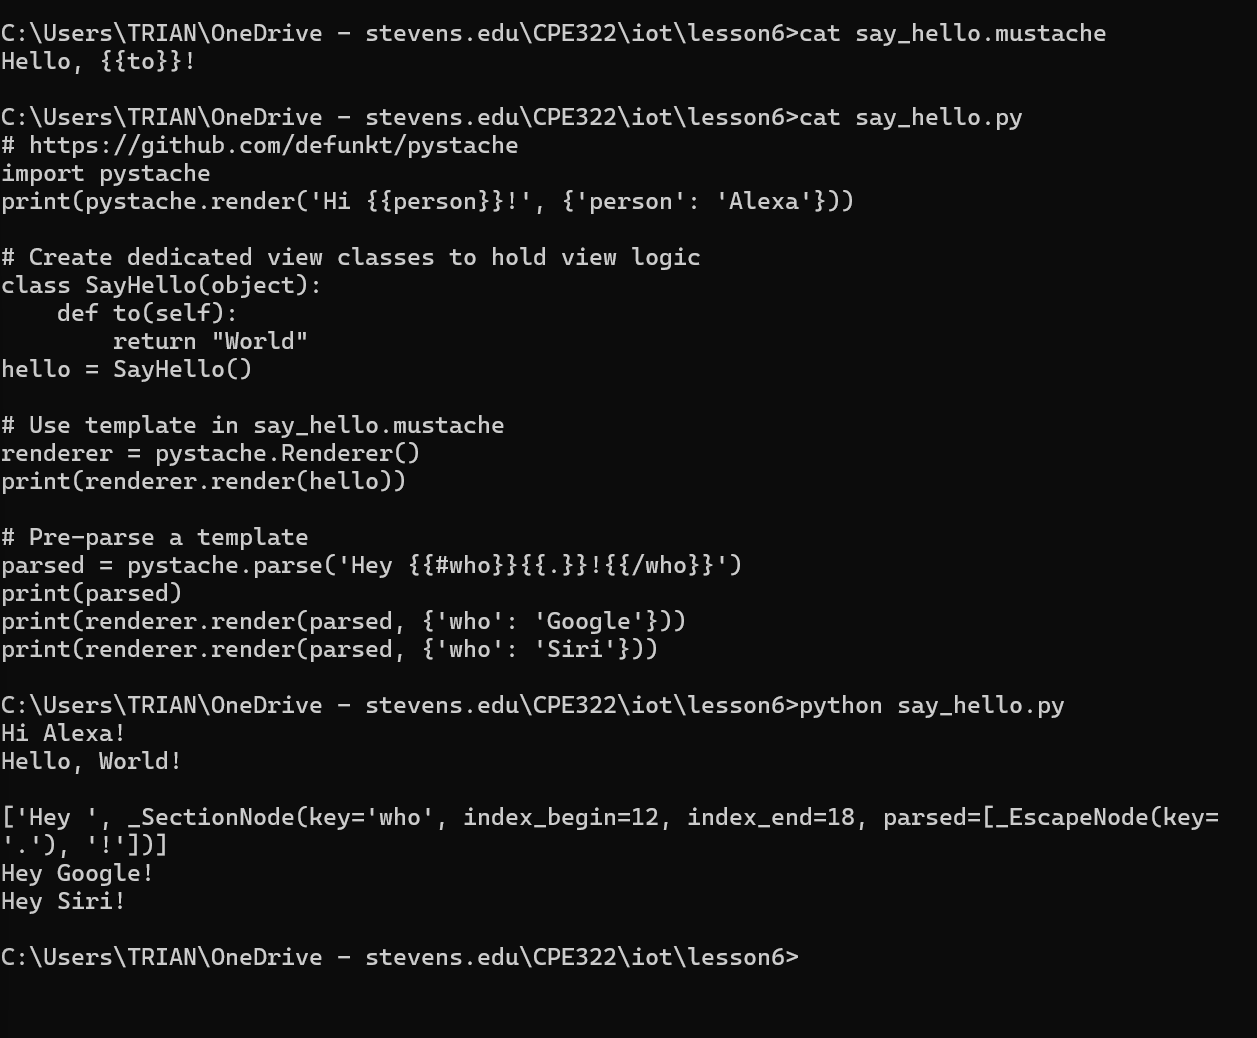 C:\Users\TRIAN\OneDrive - stevens.edu\CPE322\iot\lesson6>cat say_hello.mustache
Hello, {{to}}!

C:\Users\TRIAN\OneDrive - stevens.edu\CPE322\iot\lesson6>cat say_hello.py
# https://github.com/defunkt/pystache
import pystache
print(pystache.render('Hi {{person}}!', {'person': 'Alexa'}))

# Create dedicated view classes to hold view logic
class SayHello(object):
    def to(self):
        return "World"
hello = SayHello()

# Use template in say_hello.mustache
renderer = pystache.Renderer()
print(renderer.render(hello))

# Pre-parse a template
parsed = pystache.parse('Hey {{#who}}{{.}}!{{/who}}')
print(parsed)
print(renderer.render(parsed, {'who': 'Google'}))
print(renderer.render(parsed, {'who': 'Siri'}))

C:\Users\TRIAN\OneDrive - stevens.edu\CPE322\iot\lesson6>python say_hello.py
Hi Alexa!
Hello, World!

['Hey ', _SectionNode(key='who', index_begin=12, index_end=18, parsed=[_EscapeNode(key=
'.'), '!'])]
Hey Google!
Hey Siri!

C:\Users\TRIAN\OneDrive - stevens.edu\CPE322\iot\lesson6>